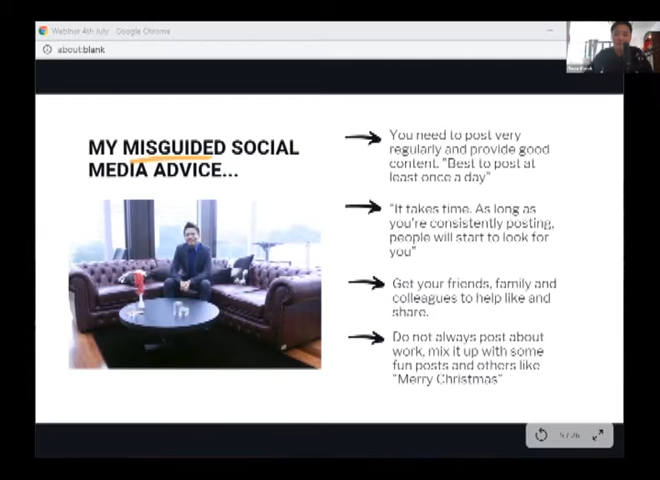 Webinar 4th July - Google Chrome
about:blank
MY MISGUIDED SOCIAL
MEDIA ADVICE...
You need to post very
regularly and provide good
content. "Best to post at
least once a day"
"It takes time. As long as
you're consistently posting,
people will start to look for
you"
Get your friends, family and
colleagues to help like and
share.
Do not always post about
work, mix it up with some
fun posts and others like
"Merry Christmas"
5 / 26